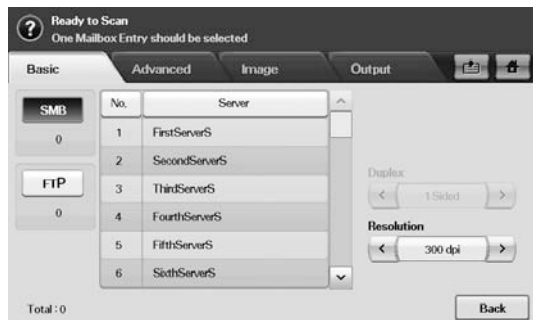 Ready to Scan
One Mailbox Entry should be selected
Basic
Advanced
Image
Output
SMB
0
FTP
0
No.
Server
1 FirstServerS
2 SecondServerS
3 ThirdServerS
4 FourthServerS
5 FifthServerS
6 SixthServerS
Duplex
1 Sided
Resolution
300 dpi
Total : 0
Back